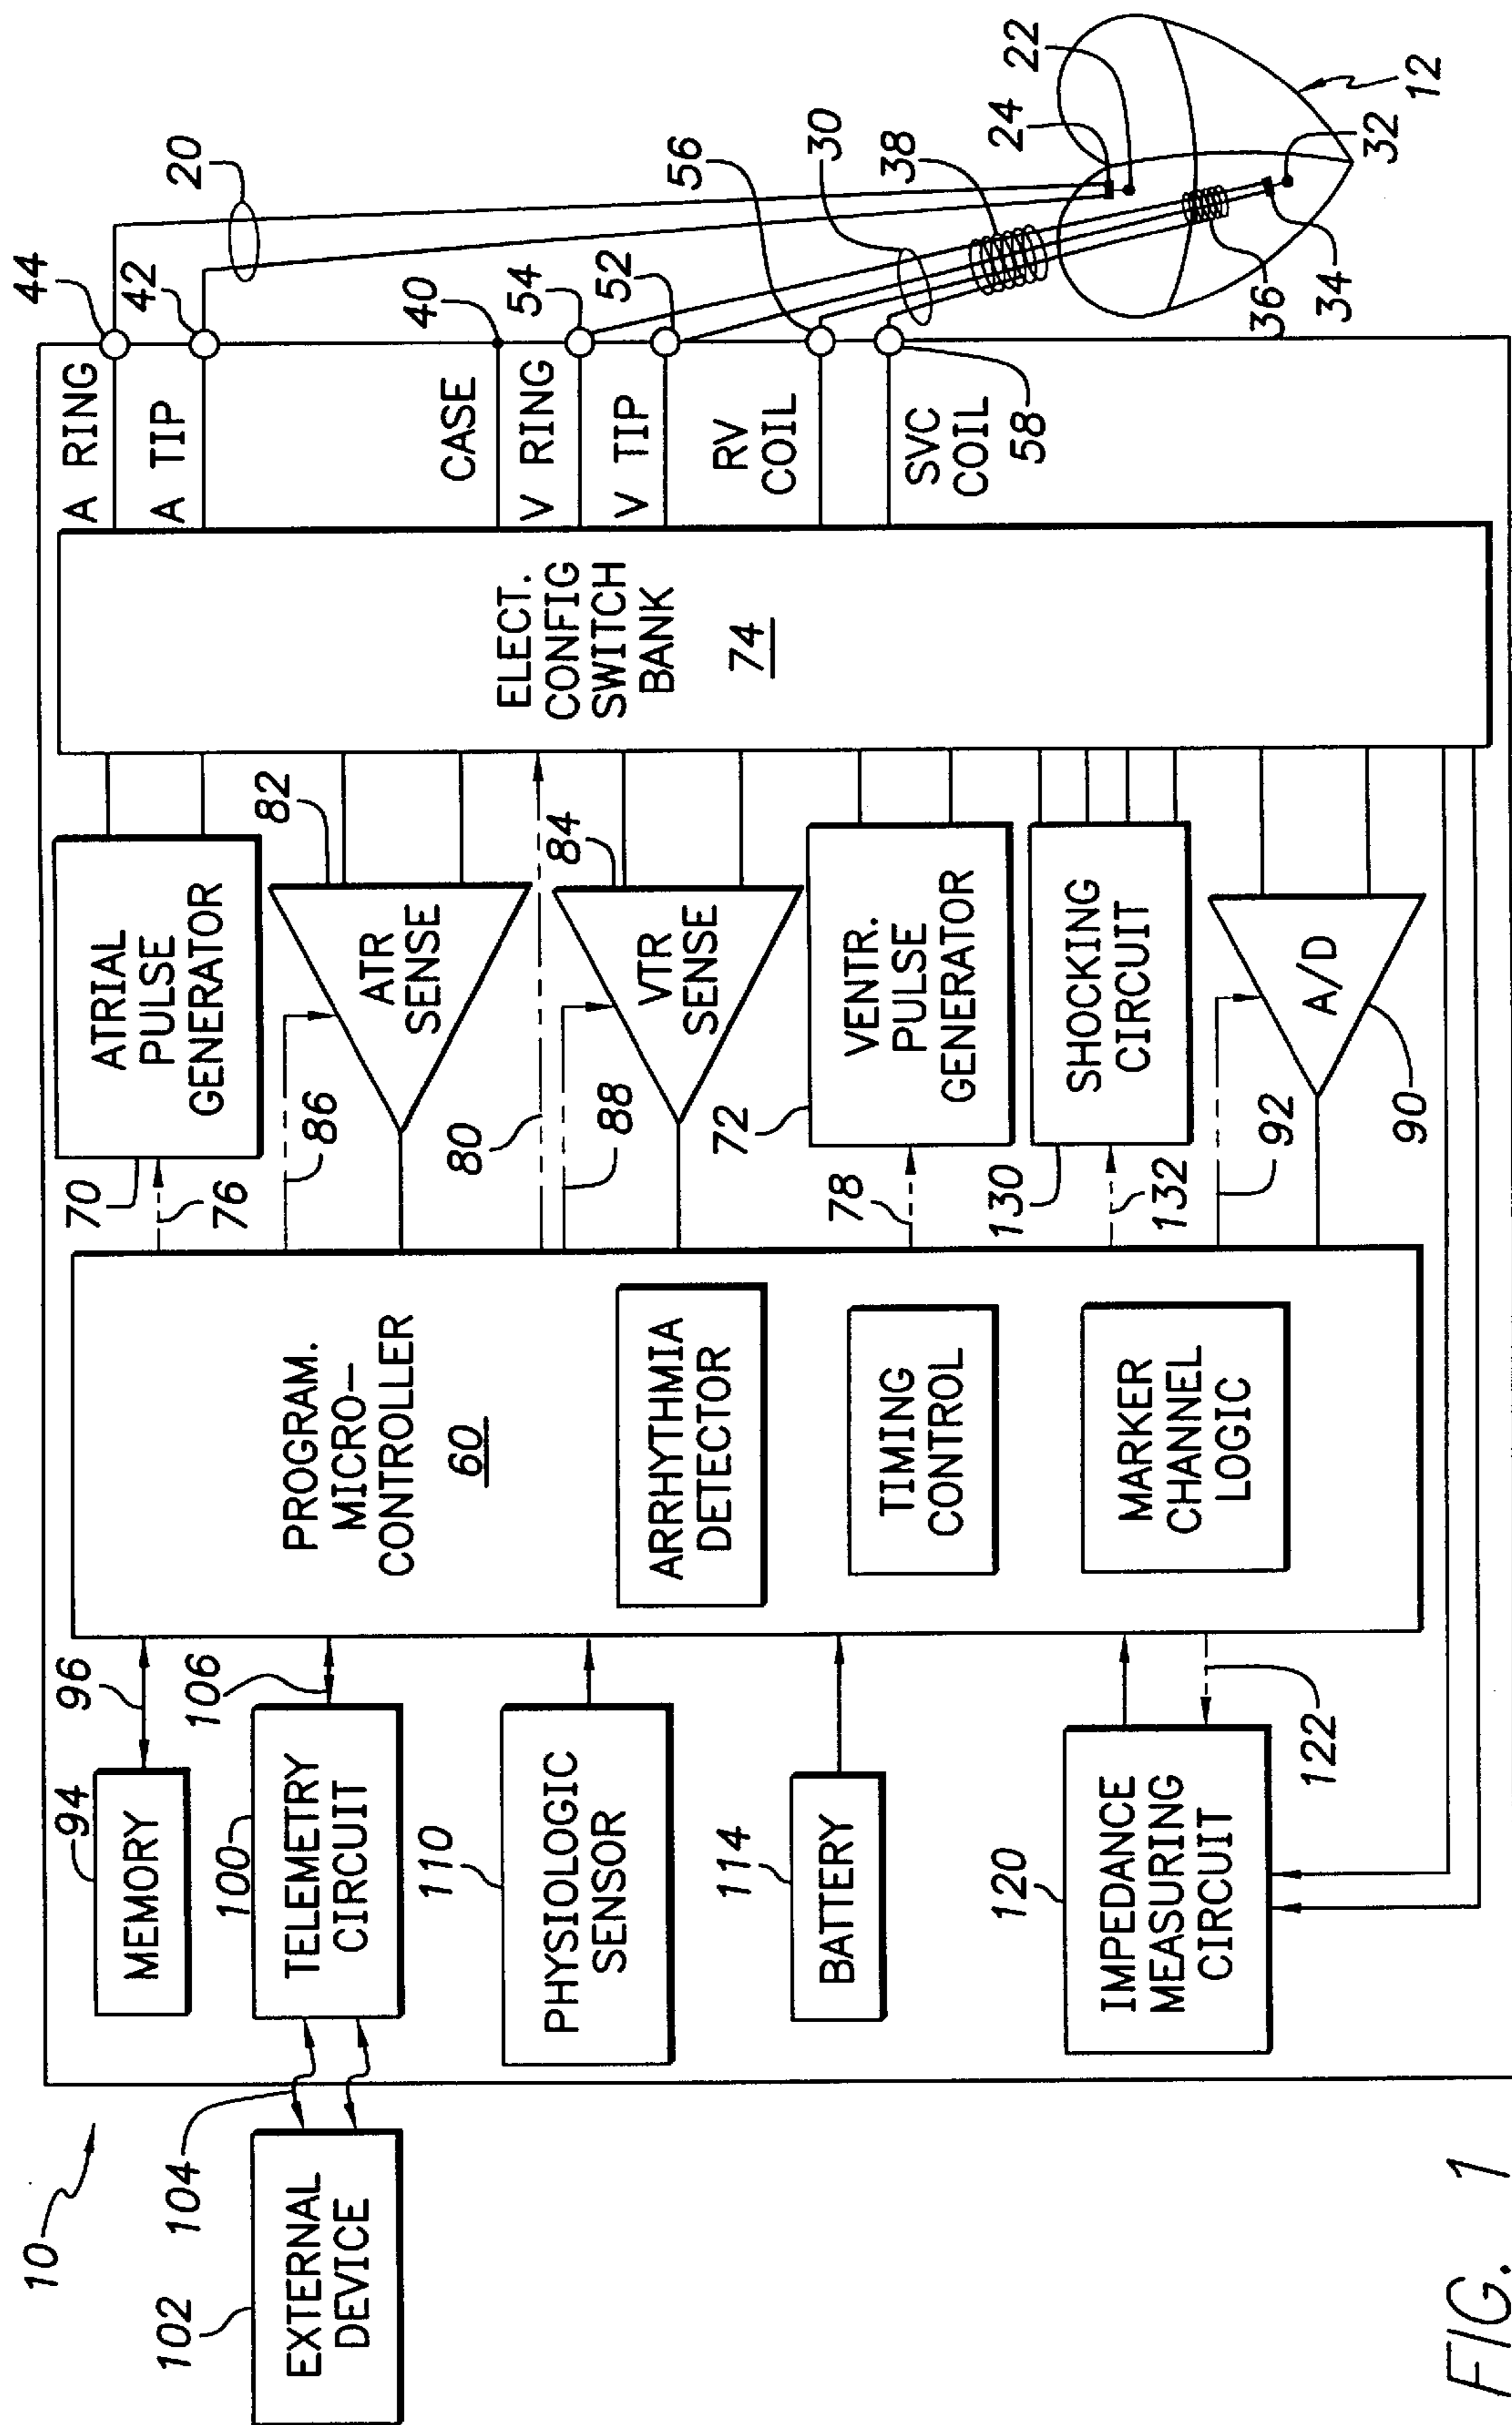 10
102
EXTERNAL
DEVICE
104
94
MEMORY
96
100
TELEMETRY
CIRCUIT
106
110
PHYSIOLOGIC
SENSOR
114
BATTERY
120
IMPEDANCE
MEASURING
CIRCUIT
122
PROGRAM.
MICRO-
CONTROLLER
60
ARRHYTHMIA
DETECTOR
TIMING
CONTROL
MARKER
CHANNEL
LOGIC
70
76
ATRIAL
PULSE
GENERATOR
86
ATR
SENSE
82
80
88
VTR
SENSE
84
72
78
VENTR.
PULSE
GENERATOR
130
132
SHOCKING
CIRCUIT
92
A/D
90
ELECT.
CONFIG
SWITCH
BANK
74
A RING
44
A TIP
42
CASE
40
V RING
54
V TIP
52
RV
COIL
56
SVC
COIL
58
20
30
38
24
22
36
34
32
12
FIG. 1